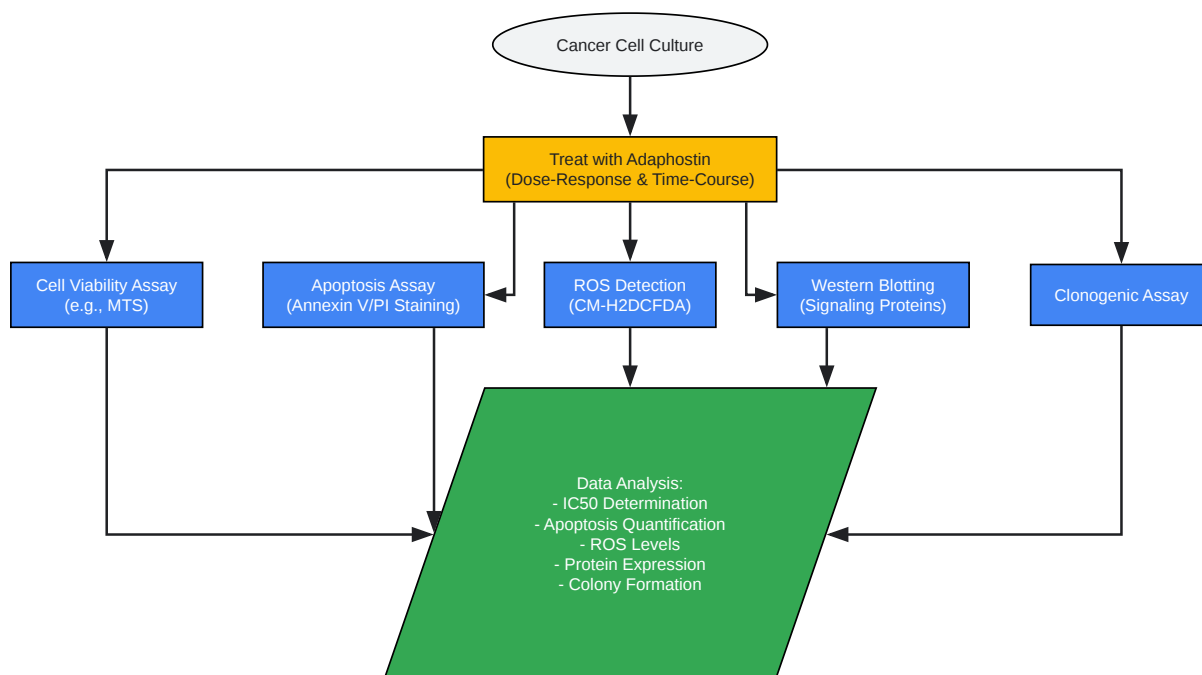 Cancer Cell Culture
Treat with Adaphostin
(Dose-Response & Time-Course)
Cell Viability Assay
(e.g., MTS)
Apoptosis Assay
(Annexin V/PI Staining)
ROS Detection
(CM-H2DCFDA)
Western Blotting
(Signaling Proteins)
Clonogenic Assay
Data Analysis:
- IC50 Determination
- Apoptosis Quantification
- ROS Levels
- Protein Expression
- Colony Formation